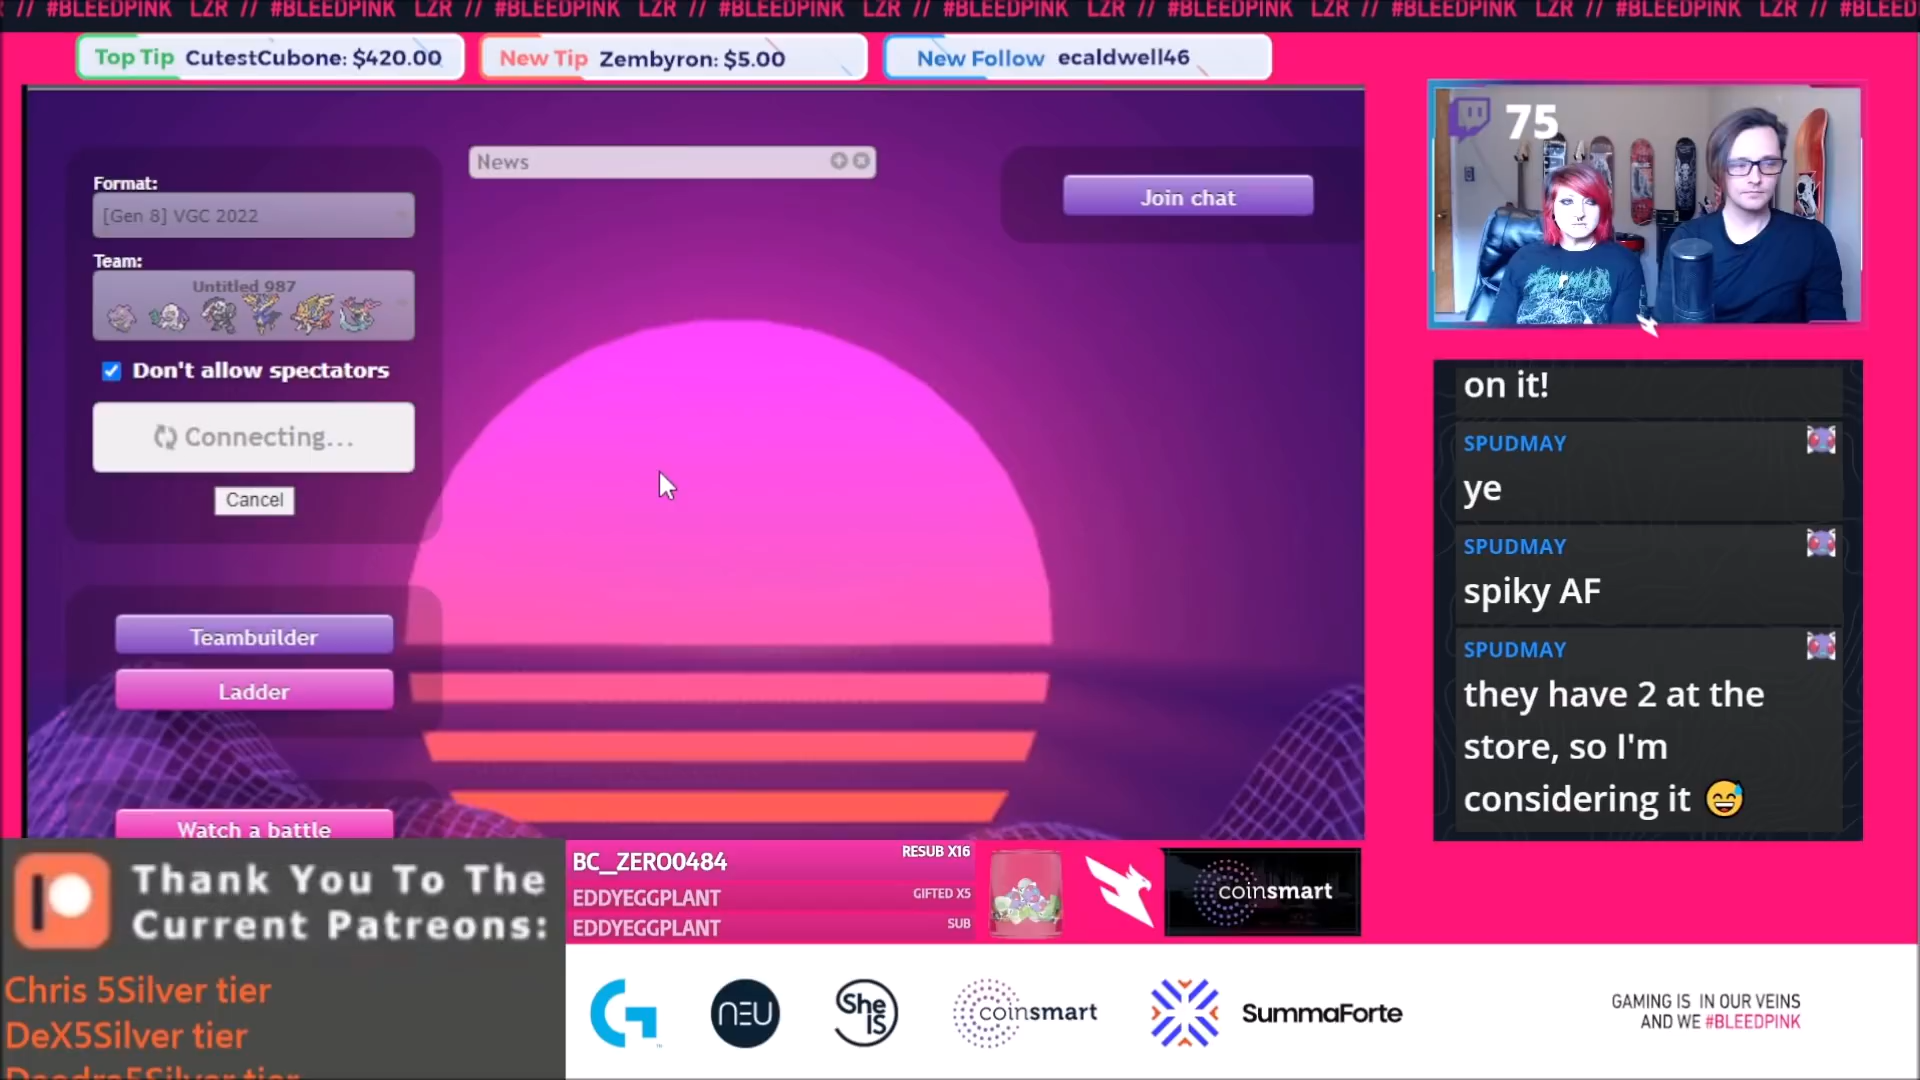 // #BLEEDPINK LZR // #BLEEDPINK LZR // #BLEEDPINK LZR // #BLEEDPINK LZR // #BLEEDPINK LZR // #BLEEDPINK LZR // #BLEEDPINK LZR // #BLEEDPINK LZR // #BLEED
Top Tip CutestCubone: $420.00
New Tip Zembyron: $5.00
New Follow ecaldwell46
75
Format:
[Gen 8] VGC 2022
Team:
Untitled 987
Don't allow spectators
Connecting...
Cancel
Teambuilder
Ladder
Watch a battle
News
Join chat
on it!
SPUDMAY
ye
SPUDMAY
spiky AF
SPUDMAY
they have 2 at the
store, so I'm
considering it 😅
Thank You To The
Current Patreons:
Chris 5Silver tier
DeX5Silver tier
Daedra5Silver tier
BC_ZERO0484 RESUB X16
EDDYEGGPLANT GIFTED X5
EDDYEGGPLANT SUB
coinsmart
G
NEU
She
IS
coinsmart
SummaForte
GAMING IS IN OUR VEINS
AND WE #BLEEDPINK